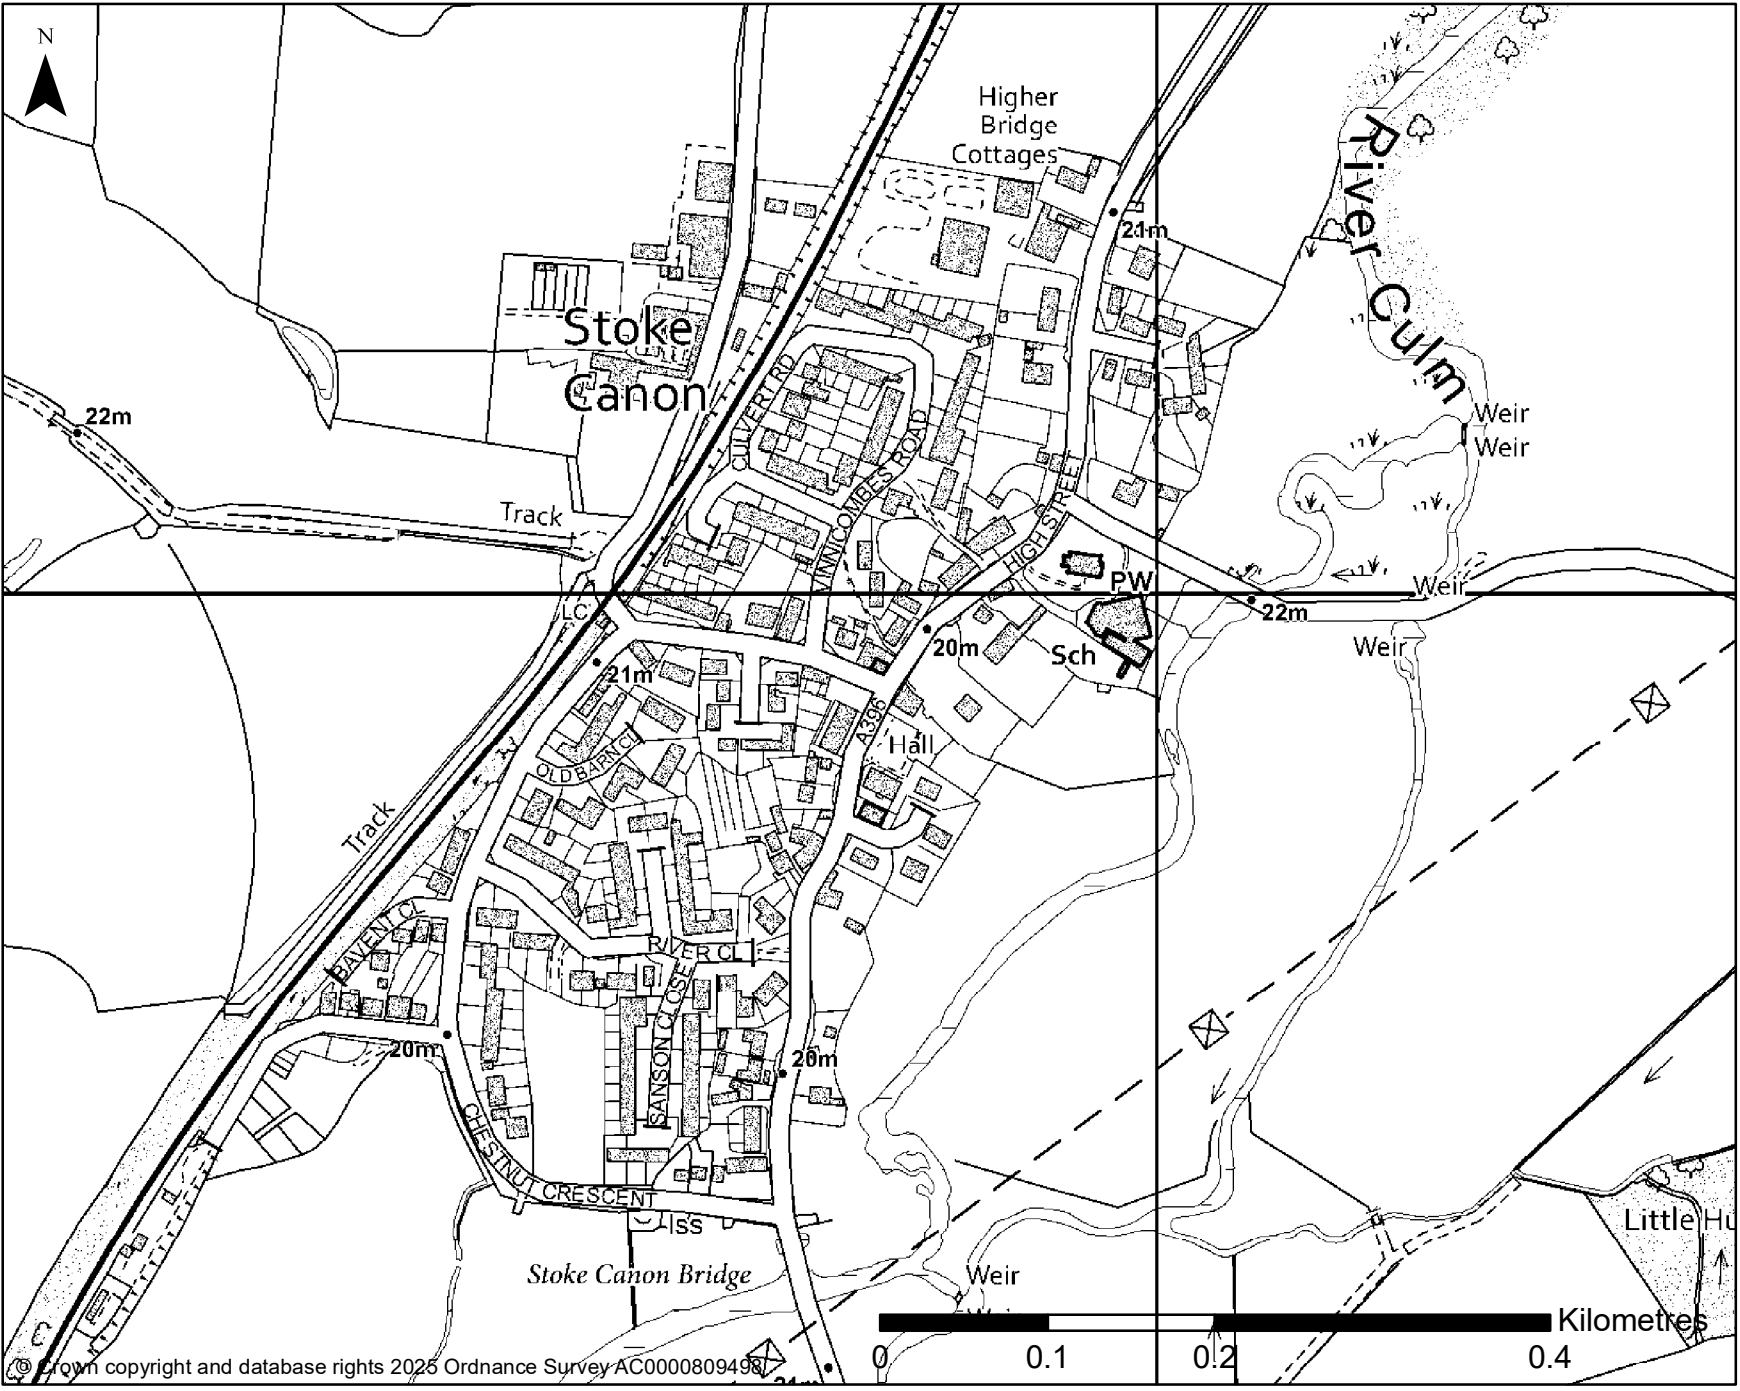 N
Higher
Bridge
Cottages
River Culm
21m
Stoke
Canon
CULVERT RD
22m
Weir
Weir
VINNICOMBES ROAD
HIGH STREET
Track
PW
Weir
LC
22m
20m
Sch
Weir
21m
A396
Hall
OLD BARN CL
Track
BAVENT CL
RIVER CL
SANSON CLOSE
20m
20m
CHESTNUT CRESCENT
Iss
Little Hu
Stoke Canon Bridge
Weir
Kilometres
0 0.1 0.2 0.4
© Crown copyright and database rights 2025 Ordnance Survey AC0000809498
21m